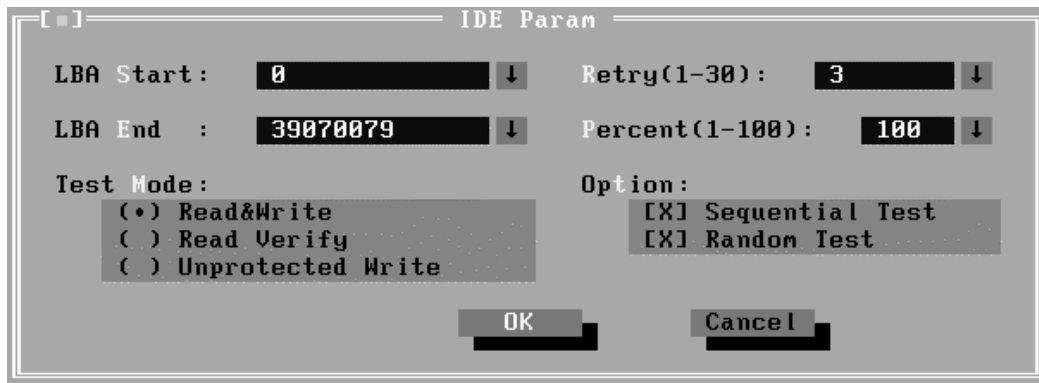 [■] IDE Param
LBA Start: 0 ↓ Retry(1-30): 3 ↓
LBA End : 39070079 ↓ Percent(1-100): 100 ↓
Test Mode: Option:
(•) Read&Write [X] Sequential Test
( ) Read Verify [X] Random Test
( ) Unprotected Write
OK Cancel